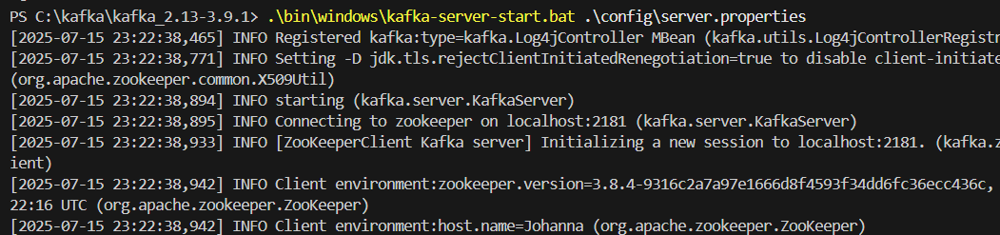 PS C:\kafka\kafka_2.13-3.9.1> .\bin\windows\kafka-server-start.bat .\config\server.properties
[2025-07-15 23:22:38,465] INFO Registered kafka:type=kafka.Log4jController MBean (kafka.utils.Log4jControllerRegistr
[2025-07-15 23:22:38,771] INFO Setting -D jdk.tls.rejectClientInitiatedRenegotiation=true to disable client-initiate
(org.apache.zookeeper.common.X509Util)
[2025-07-15 23:22:38,894] INFO starting (kafka.server.KafkaServer)
[2025-07-15 23:22:38,895] INFO Connecting to zookeeper on localhost:2181 (kafka.server.KafkaServer)
[2025-07-15 23:22:38,933] INFO [ZooKeeperClient Kafka server] Initializing a new session to localhost:2181. (kafka.z
ient)
[2025-07-15 23:22:38,942] INFO Client environment:zookeeper.version=3.8.4-9316c2a7a97e1666d8f4593f34dd6fc36ecc436c,
22:16 UTC (org.apache.zookeeper.ZooKeeper)
[2025-07-15 23:22:38,942] INFO Client environment:host.name=Johanna (org.apache.zookeeper.ZooKeeper)